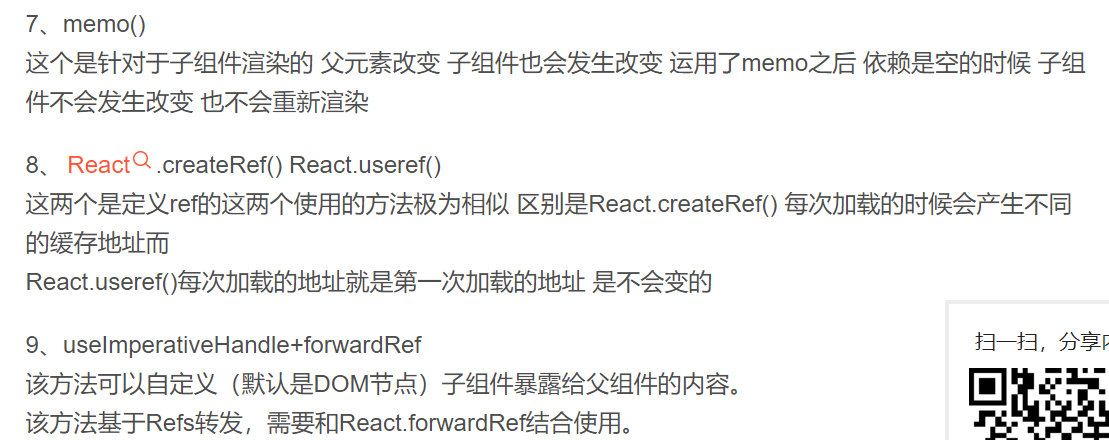 7、memo()
这个是针对于子组件渲染的 父元素改变 子组件也会发生改变 运用了memo之后 依赖是空的时候 子组
件不会发生改变 也不会重新渲染
8、 React .createRef() React.useref()
这两个是定义ref的这两个使用的方法极为相似 区别是React.createRef() 每次加载的时候会产生不同
的缓存地址而
React.useref()每次加载的地址就是第一次加载的地址 是不会变的
9、useImperativeHandle+forwardRef
扫一扫，分享内
该方法可以自定义（默认是DOM节点）子组件暴露给父组件的内容。
该方法基于Refs转发，需要和React.forwardRef结合使用。